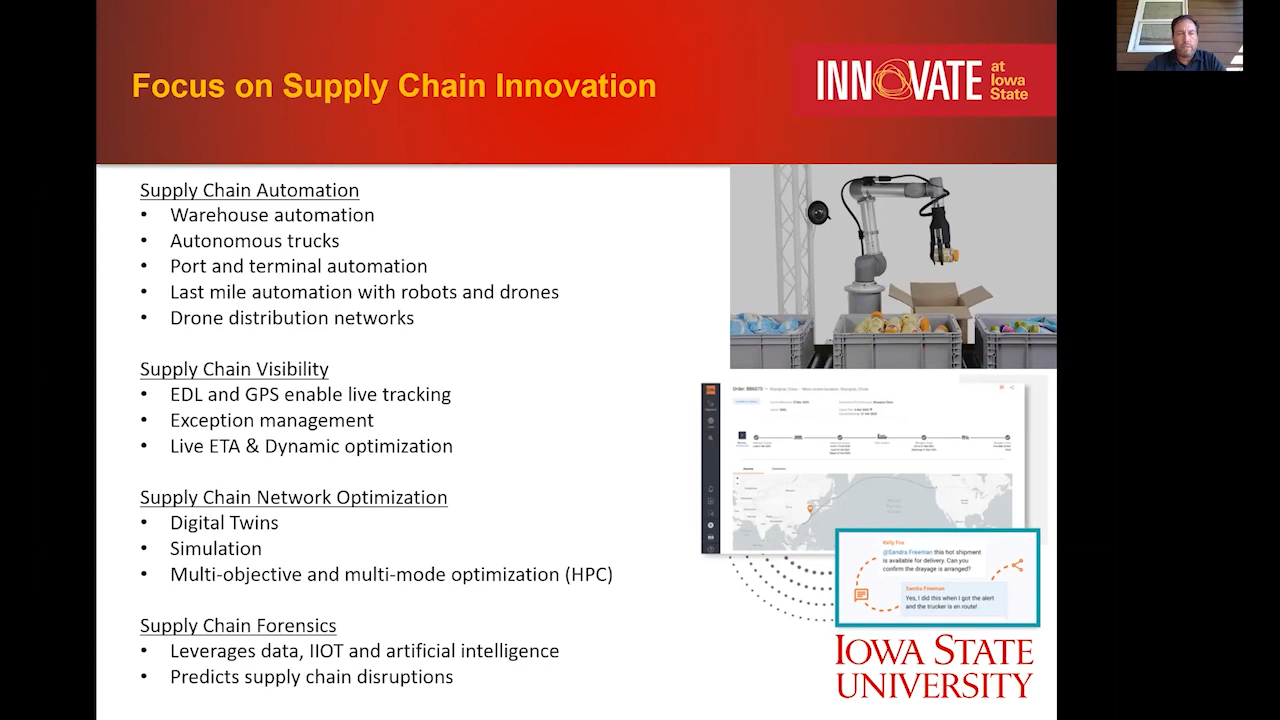 Focus on Supply Chain Innovation
INNOVATE at Iowa State
Supply Chain Automation
• Warehouse automation
• Autonomous trucks
• Port and terminal automation
• Last mile automation with robots and drones
• Drone distribution networks
Supply Chain Visibility
• EDL and GPS enable live tracking
• Exception management
• Live ETA & Dynamic optimization
Supply Chain Network Optimization
• Digital Twins
• Simulation
• Multi-objective and multi-mode optimization (HPC)
Supply Chain Forensics
• Leverages data, IIOT and artificial intelligence
• Predicts supply chain disruptions
Kelly Fox
@Sandra Freeman this hot shipment
is available for delivery. Can you
confirm the drayage is arranged?
Sandra Freeman
Yes, I did this when I got the alert
and the trucker is en route!
IOWA STATE
UNIVERSITY